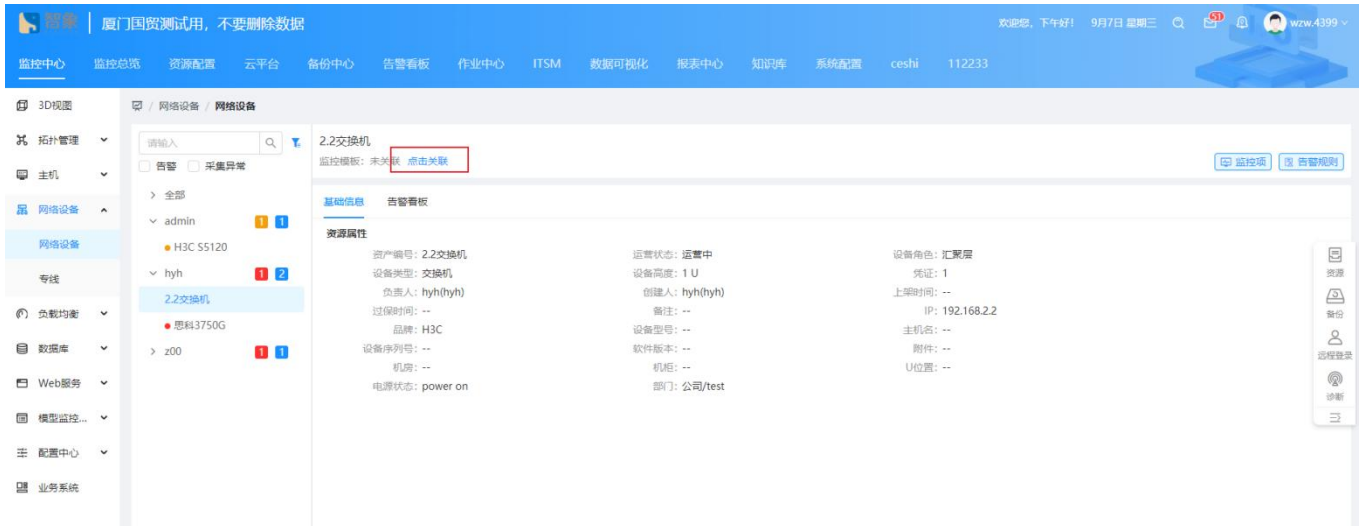 智象 厦门国贸测试用，不要删除数据 欢迎您，下午好！ 9月7日 星期三 53 wzw.4399
监控中心 监控总览 资源配置 云平台 备份中心 告警看板 作业中心 ITSM 数据可视化 报表中心 知识库 系统配置 ceshi 112233
3D视图
拓扑管理
主机
网络设备
网络设备
专线
负载均衡
数据库
Web服务
模型监控...
配置中心
业务系统
/ 网络设备 / 网络设备
请输入
告警 采集异常
全部
admin 1 1
H3C S5120
hyh 1 2
2.2交换机
思科3750G
z00 1 1
2.2交换机
监控模板：未关联 点击关联
监控项 告警规则
基础信息 告警看板
资源属性
资产编号：2.2交换机 运营状态：运营中 设备角色：汇聚层
设备类型：交换机 设备高度：1 U 凭证：1
负责人：hyh(hyh) 创建人：hyh(hyh) 上架时间：--
过保时间：-- 备注：-- IP：192.168.2.2
品牌：H3C 设备型号：-- 主机名：--
设备序列号：-- 软件版本：-- 附件：--
机房：-- 机柜：-- U位置：--
电源状态：power on 部门：公司/test
资源
备份
远程登录
诊断